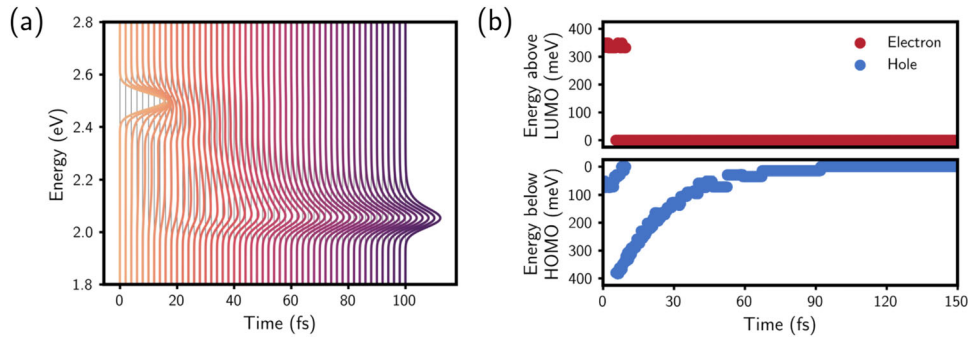 (a)
2.8
2.6
2.4
2.2
2.0
1.8
Energy (eV)
0 20 40 60 80 100
Time (fs)
(b)
400
300
200
100
0
Energy above
LUMO (meV)
Electron
Hole
0
100
200
300
400
Energy below
HOMO (meV)
0 30 60 90 120 150
Time (fs)